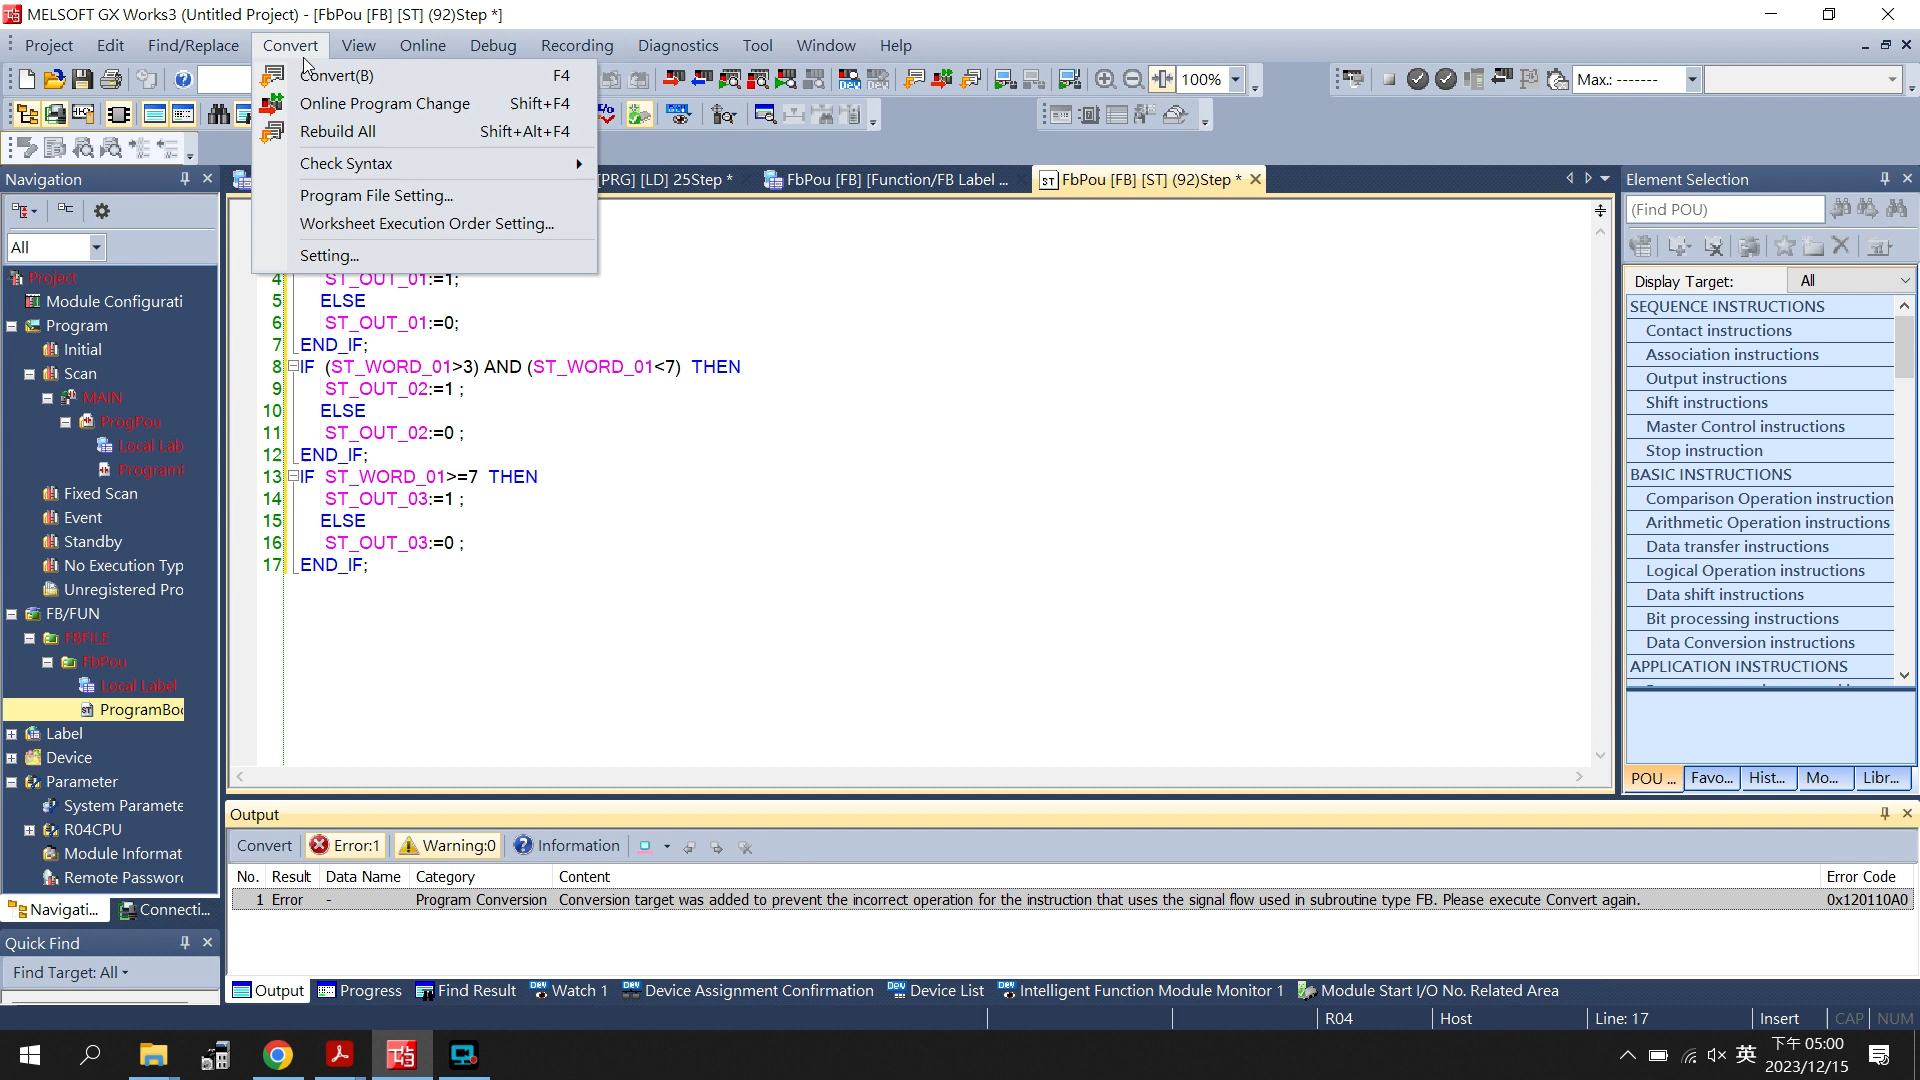 MELSOFT GX Works3 (Untitled Project) - [FbPou [FB] [ST] (92)Step *]
Project Edit Find/Replace Convert View Online Debug Recording Diagnostics Tool Window Help
Convert(B) F4
Online Program Change Shift+F4
Rebuild All Shift+Alt+F4
Check Syntax
Program File Setting...
Worksheet Execution Order Setting...
Setting...
100%
Max.: -------
[PRG] [LD] 25Step *
FbPou [FB] [Function/FB Label ...
FbPou [FB] [ST] (92)Step *
Navigation
All
Project
Module Configurati
Program
Initial
Scan
MAIN
ProgPou
Local Lab
Program
Fixed Scan
Event
Standby
No Execution Typ
Unregistered Pro
FB/FUN
FBFILE
FbPou
Local Label
ProgramBo
Label
Device
Parameter
System Paramete
R04CPU
Module Informat
Remote Passwor
Navigati...
Connecti...
Quick Find
Find Target: All
4 ST_OUT_01:=1;
5 ELSE
6 ST_OUT_01:=0;
7 END_IF;
8 IF (ST_WORD_01>3) AND (ST_WORD_01<7) THEN
9 ST_OUT_02:=1 ;
10 ELSE
11 ST_OUT_02:=0 ;
12 END_IF;
13 IF ST_WORD_01>=7 THEN
14 ST_OUT_03:=1 ;
15 ELSE
16 ST_OUT_03:=0 ;
17 END_IF;
Element Selection
(Find POU)
Display Target: All
SEQUENCE INSTRUCTIONS
Contact instructions
Association instructions
Output instructions
Shift instructions
Master Control instructions
Stop instruction
BASIC INSTRUCTIONS
Comparison Operation instruction
Arithmetic Operation instructions
Data transfer instructions
Logical Operation instructions
Data shift instructions
Bit processing instructions
Data Conversion instructions
APPLICATION INSTRUCTIONS
POU ... Favo... Hist... Mo... Libr...
Output
Convert Error:1 Warning:0 Information
No. Result Data Name Category Content Error Code
1 Error - Program Conversion Conversion target was added to prevent the incorrect operation for the instruction that uses the signal flow used in subroutine type FB. Please execute Convert again. 0x120110A0
Output Progress Find Result Watch 1 Device Assignment Confirmation Device List Intelligent Function Module Monitor 1 Module Start I/O No. Related Area
R04 Host Line: 17 Insert CAP NUM
英
下午 05:00
2023/12/15